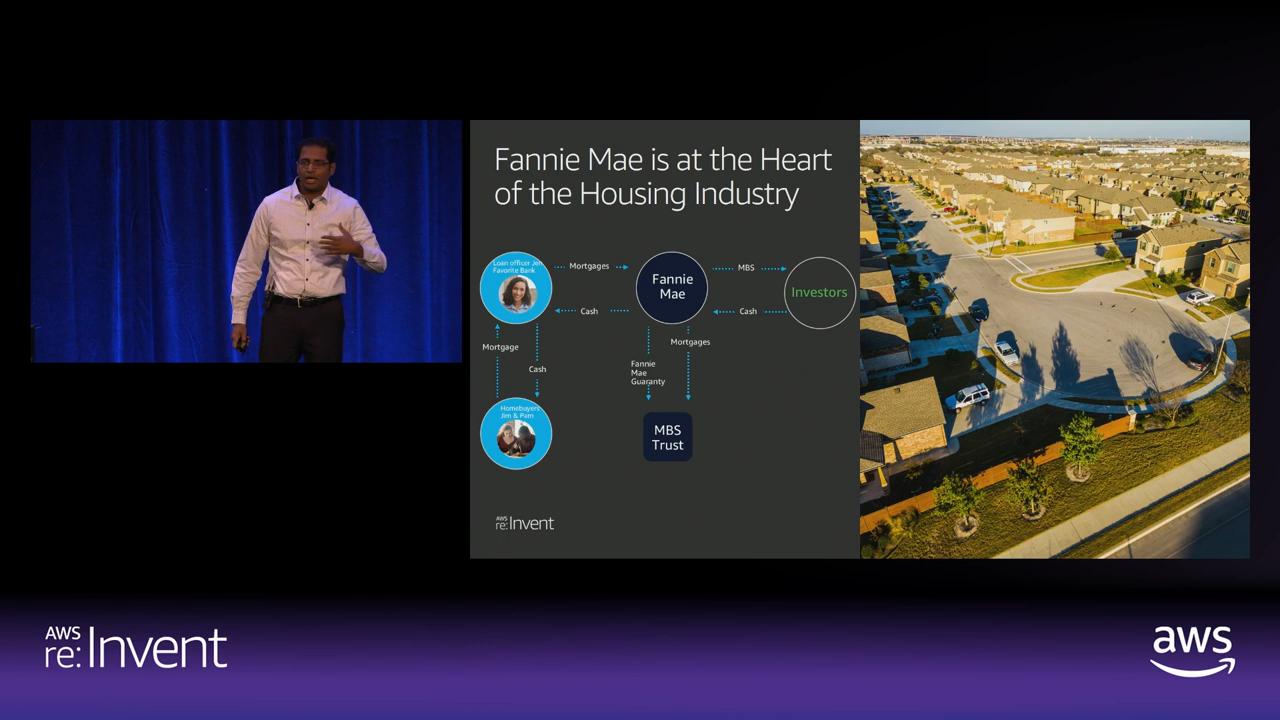 Fannie Mae is at the Heart
of the Housing Industry
Loan officer Jen
Favorite Bank
Mortgages
Cash
Fannie
Mae
MBS
Cash
Investors
Mortgage
Cash
Fannie
Mae
Guaranty
Mortgages
Homebuyers
Jim & Pam
MBS
Trust
AWS
re:Invent
AWS
re:Invent
aws